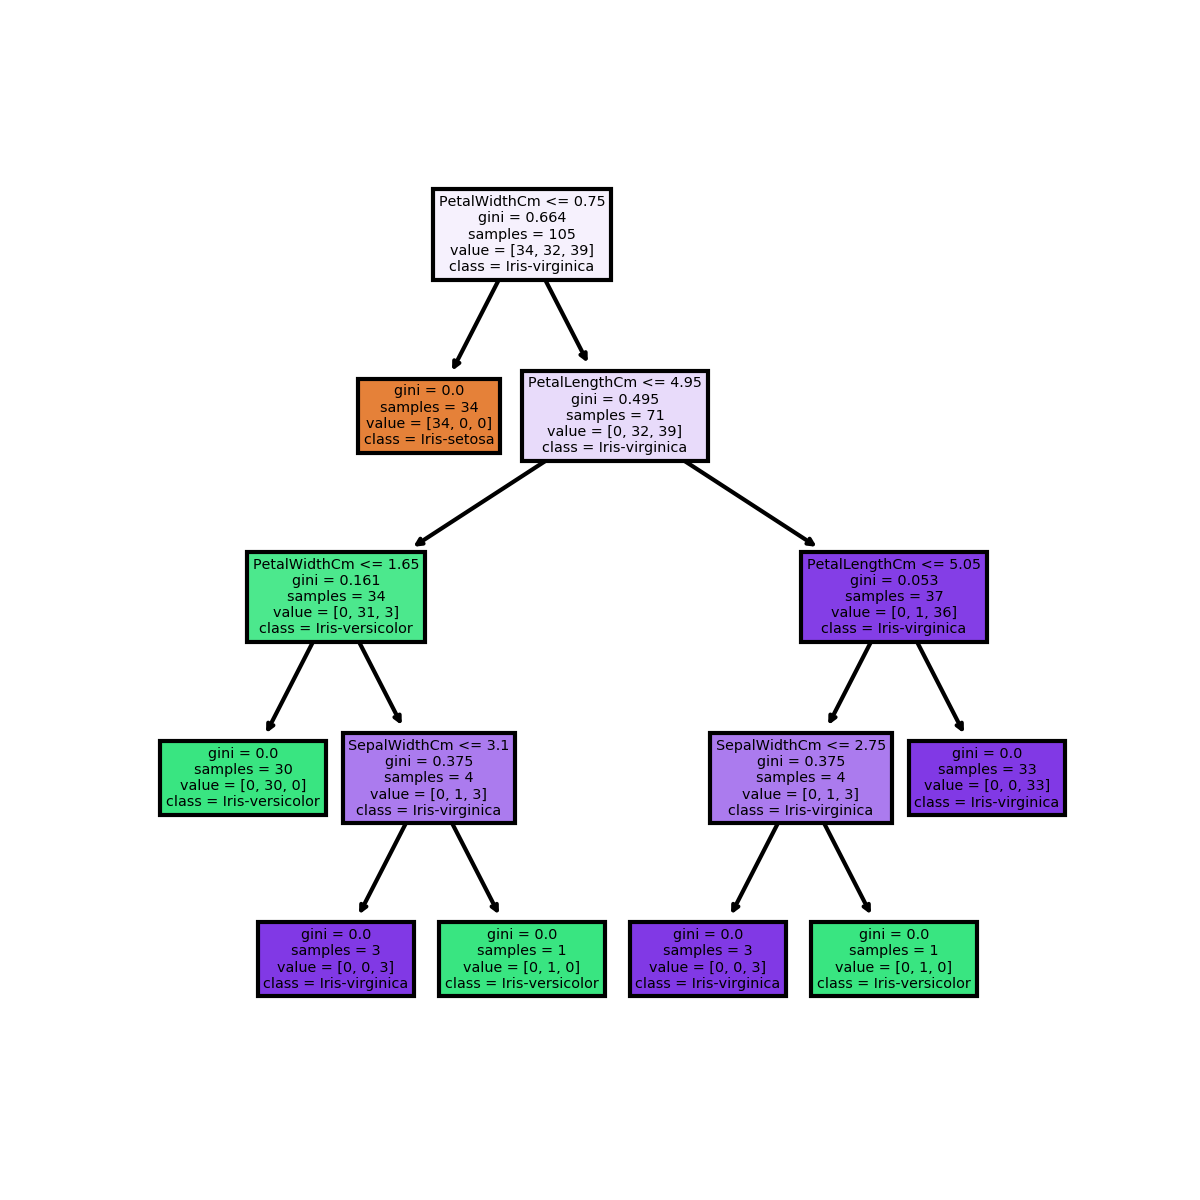 PetalWidthCm <= 0.75
gini = 0.664
samples = 105
value = [34, 32, 39]
class = Iris-virginica
gini = 0.0
samples = 34
value = [34, 0, 0]
class = Iris-setosa
PetalLengthCm <= 4.95
gini = 0.495
samples = 71
value = [0, 32, 39]
class = Iris-virginica
PetalWidthCm <= 1.65
gini = 0.161
samples = 34
value = [0, 31, 3]
class = Iris-versicolor
PetalLengthCm <= 5.05
gini = 0.053
samples = 37
value = [0, 1, 36]
class = Iris-virginica
gini = 0.0
samples = 30
value = [0, 30, 0]
class = Iris-versicolor
SepalWidthCm <= 3.1
gini = 0.375
samples = 4
value = [0, 1, 3]
class = Iris-virginica
SepalWidthCm <= 2.75
gini = 0.375
samples = 4
value = [0, 1, 3]
class = Iris-virginica
gini = 0.0
samples = 33
value = [0, 0, 33]
class = Iris-virginica
gini = 0.0
samples = 3
value = [0, 0, 3]
class = Iris-virginica
gini = 0.0
samples = 1
value = [0, 1, 0]
class = Iris-versicolor
gini = 0.0
samples = 3
value = [0, 0, 3]
class = Iris-virginica
gini = 0.0
samples = 1
value = [0, 1, 0]
class = Iris-versicolor